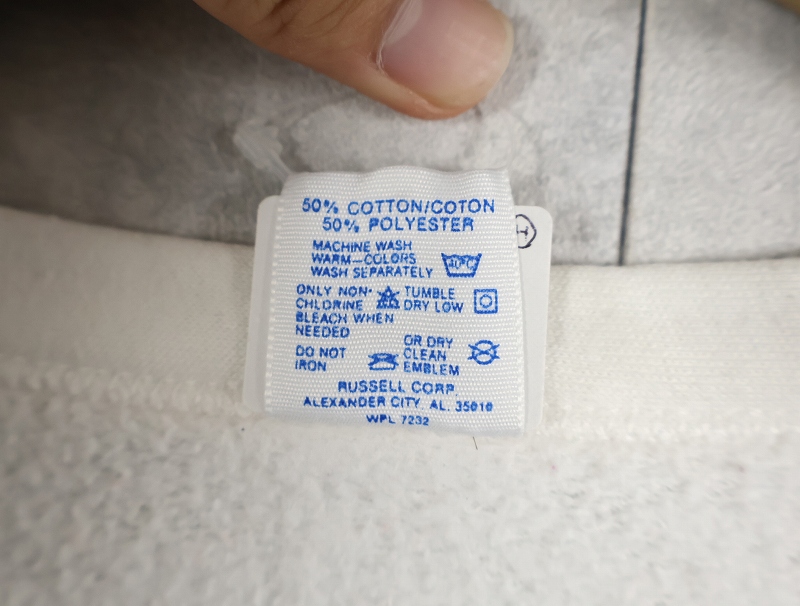 50% COTTON/COTON
50% POLYESTER
MACHINE WASH
WARM-COLORS
WASH SEPARATELY
40°C
ONLY NON-
CHLORINE
BLEACH WHEN
NEEDED
TUMBLE
DRY LOW
DO NOT
IRON
OR DRY
CLEAN
EMBLEM
RUSSELL CORP.
ALEXANDER CITY, AL. 35010
WPL 7232